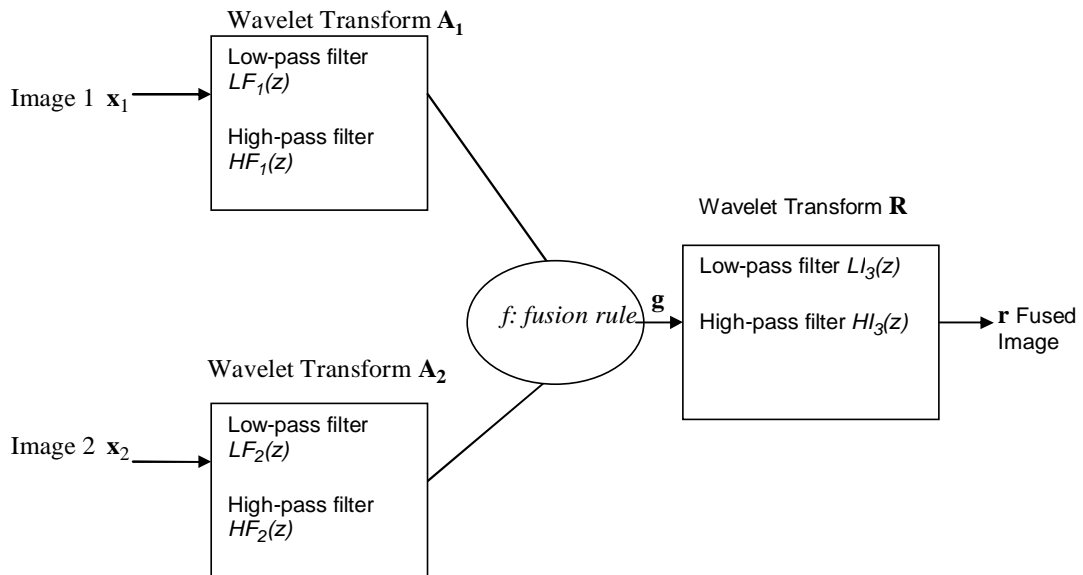 Wavelet Transform A₁
Low-pass filter
LF₁(z)
High-pass filter
HF₁(z)
Image 1 x₁
Wavelet Transform R
Low-pass filter LI₃(z)
High-pass filter HI₃(z)
f: fusion rule
g
r Fused
Image
Wavelet Transform A₂
Low-pass filter
LF₂(z)
High-pass filter
HF₂(z)
Image 2 x₂